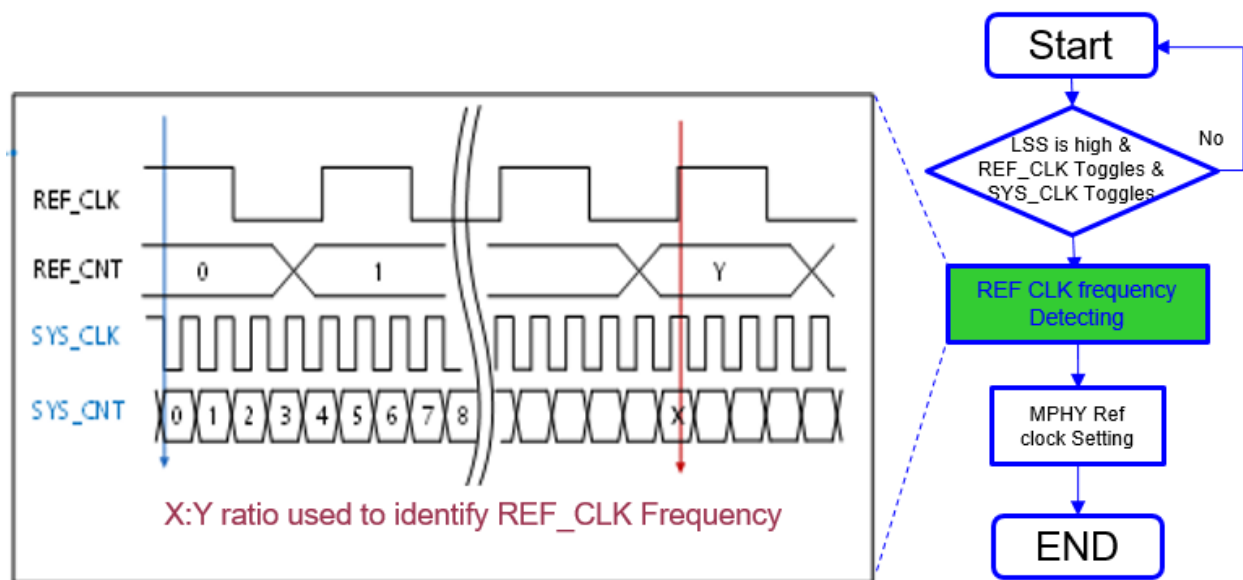 REF_CLK
REF_CNT
0
1
Y
SYS_CLK
SYS_CNT
0 1 2 3 4 5 6 7 8 X
X:Y ratio used to identify REF_CLK Frequency
Start
LSS is high &
REF_CLK Toggles &
SYS_CLK Toggles
No
REF CLK frequency
Detecting
MPHY Ref
clock Setting
END